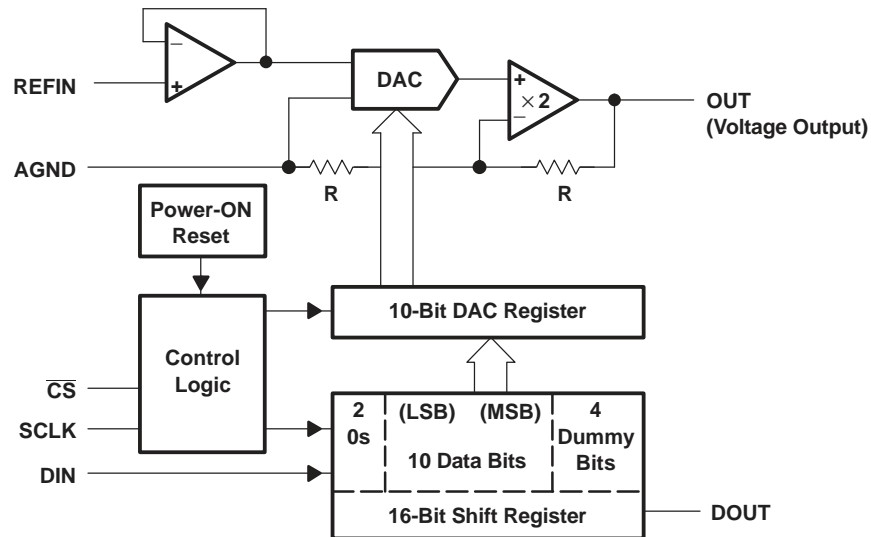 REFIN
−
+
DAC
+
× 2
−
OUT
(Voltage Output)
AGND
R
R
Power-ON
Reset
Control
Logic
10-Bit DAC Register
CS
SCLK
DIN
2
0s
(LSB) (MSB)
10 Data Bits
4
Dummy
Bits
16-Bit Shift Register
DOUT